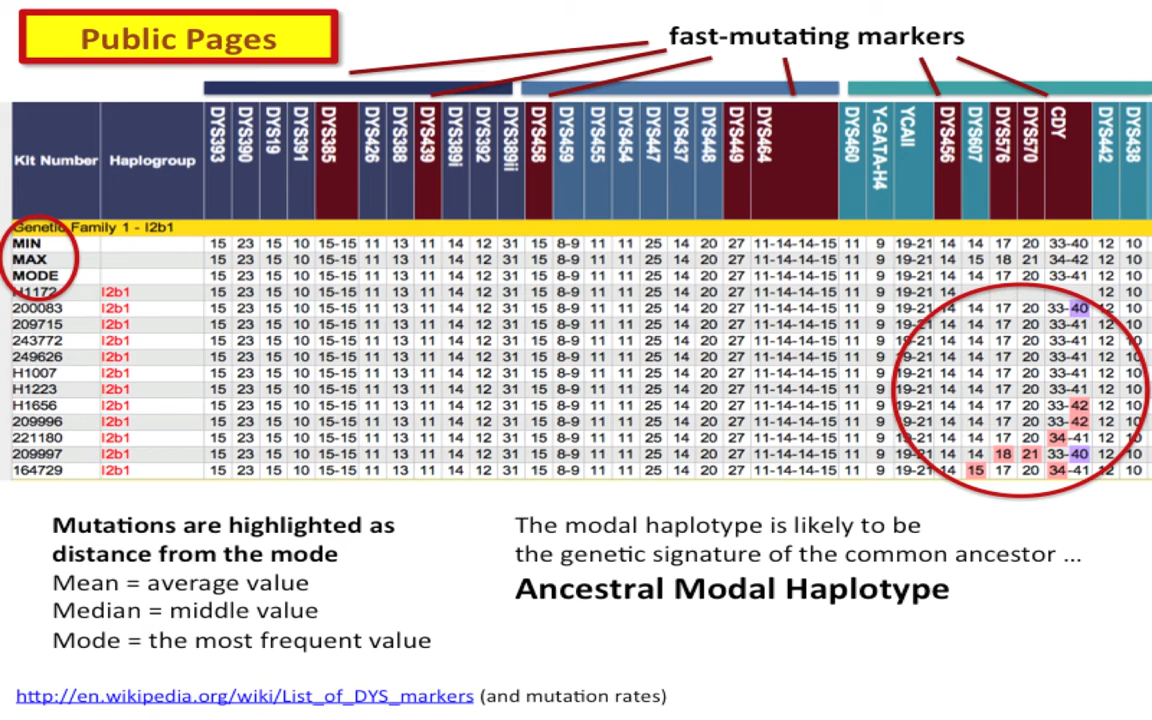 Public Pages
fast-mutating markers
Kit Number Haplogroup DYS393 DYS390 DYS19 DYS391 DYS385 DYS426 DYS388 DYS439 DYS389i DYS392 DYS389ii DYS458 DYS459 DYS455 DYS454 DYS447 DYS437 DYS448 DYS449 DYS464 DYS460 Y-GATA-H4 YCAII DYS456 DYS607 DYS576 DYS570 CDY DYS442 DYS438
Genetic Family 1 - I2b1
MIN 15 23 15 10 15-15 11 13 11 14 12 31 15 8-9 11 11 25 14 20 27 11-14-14-15 11 9 19-21 14 14 17 20 33-40 12 10
MAX 15 23 15 10 15-15 11 13 11 14 12 31 15 8-9 11 11 25 14 20 27 11-14-14-15 11 9 19-21 14 15 18 21 34-42 12 10
MODE 15 23 15 10 15-15 11 13 11 14 12 31 15 8-9 11 11 25 14 20 27 11-14-14-15 11 9 19-21 14 14 17 20 33-41 12 10
H1172 I2b1 15 23 15 10 15-15 11 13 11 14 12 31 15 8-9 11 11 25 14 20 27 11-14-14-15 11 9 19-21 14 12 10
200083 I2b1 15 23 15 10 15-15 11 13 11 14 12 31 15 8-9 11 11 25 14 20 27 11-14-14-15 11 9 19-21 14 14 17 20 33-40 12 10
209715 I2b1 15 23 15 10 15-15 11 13 11 14 12 31 15 8-9 11 11 25 14 20 27 11-14-14-15 11 9 19-21 14 14 17 20 33-41 12 10
243772 I2b1 15 23 15 10 15-15 11 13 11 14 12 31 15 8-9 11 11 25 14 20 27 11-14-14-15 11 9 19-21 14 14 17 20 33-41 12 10
249626 I2b1 15 23 15 10 15-15 11 13 11 14 12 31 15 8-9 11 11 25 14 20 27 11-14-14-15 11 9 19-21 14 14 17 20 33-41 12 10
H1007 I2b1 15 23 15 10 15-15 11 13 11 14 12 31 15 8-9 11 11 25 14 20 27 11-14-14-15 11 9 19-21 14 14 17 20 33-41 12 10
H1223 I2b1 15 23 15 10 15-15 11 13 11 14 12 31 15 8-9 11 11 25 14 20 27 11-14-14-15 11 9 19-21 14 14 17 20 33-41 12 10
H1656 I2b1 15 23 15 10 15-15 11 13 11 14 12 31 15 8-9 11 11 25 14 20 27 11-14-14-15 11 9 19-21 14 14 17 20 33-42 12 10
209996 I2b1 15 23 15 10 15-15 11 13 11 14 12 31 15 8-9 11 11 25 14 20 27 11-14-14-15 11 9 19-21 14 14 17 20 33-42 12 10
221180 I2b1 15 23 15 10 15-15 11 13 11 14 12 31 15 8-9 11 11 25 14 20 27 11-14-14-15 11 9 19-21 14 14 17 20 34-41 12 10
209997 I2b1 15 23 15 10 15-15 11 13 11 14 12 31 15 8-9 11 11 25 14 20 27 11-14-14-15 11 9 19-21 14 14 18 21 33-40 12 10
164729 I2b1 15 23 15 10 15-15 11 13 11 14 12 31 15 8-9 11 11 25 14 20 27 11-14-14-15 11 9 19-21 14 15 17 20 34-41 12 10
Mutations are highlighted as
distance from the mode
Mean = average value
Median = middle value
Mode = the most frequent value
The modal haplotype is likely to be
the genetic signature of the common ancestor ...
Ancestral Modal Haplotype
http://en.wikipedia.org/wiki/List_of_DYS_markers (and mutation rates)